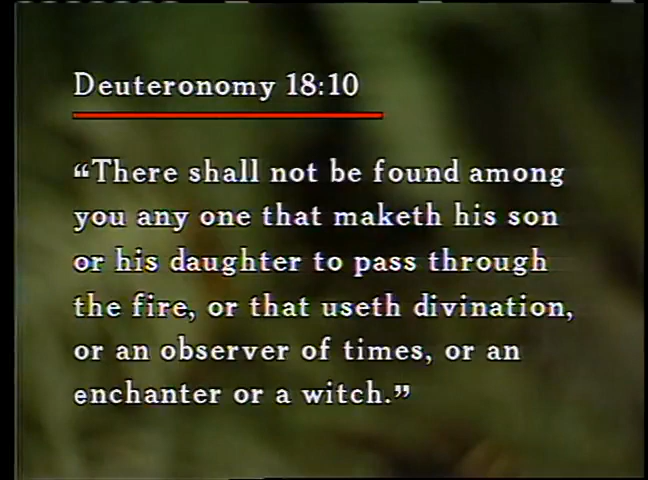 Deuteronomy 18:10
“There shall not be found among
you any one that maketh his son
or his daughter to pass through
the fire, or that useth divination,
or an observer of times, or an
enchanter or a witch.”